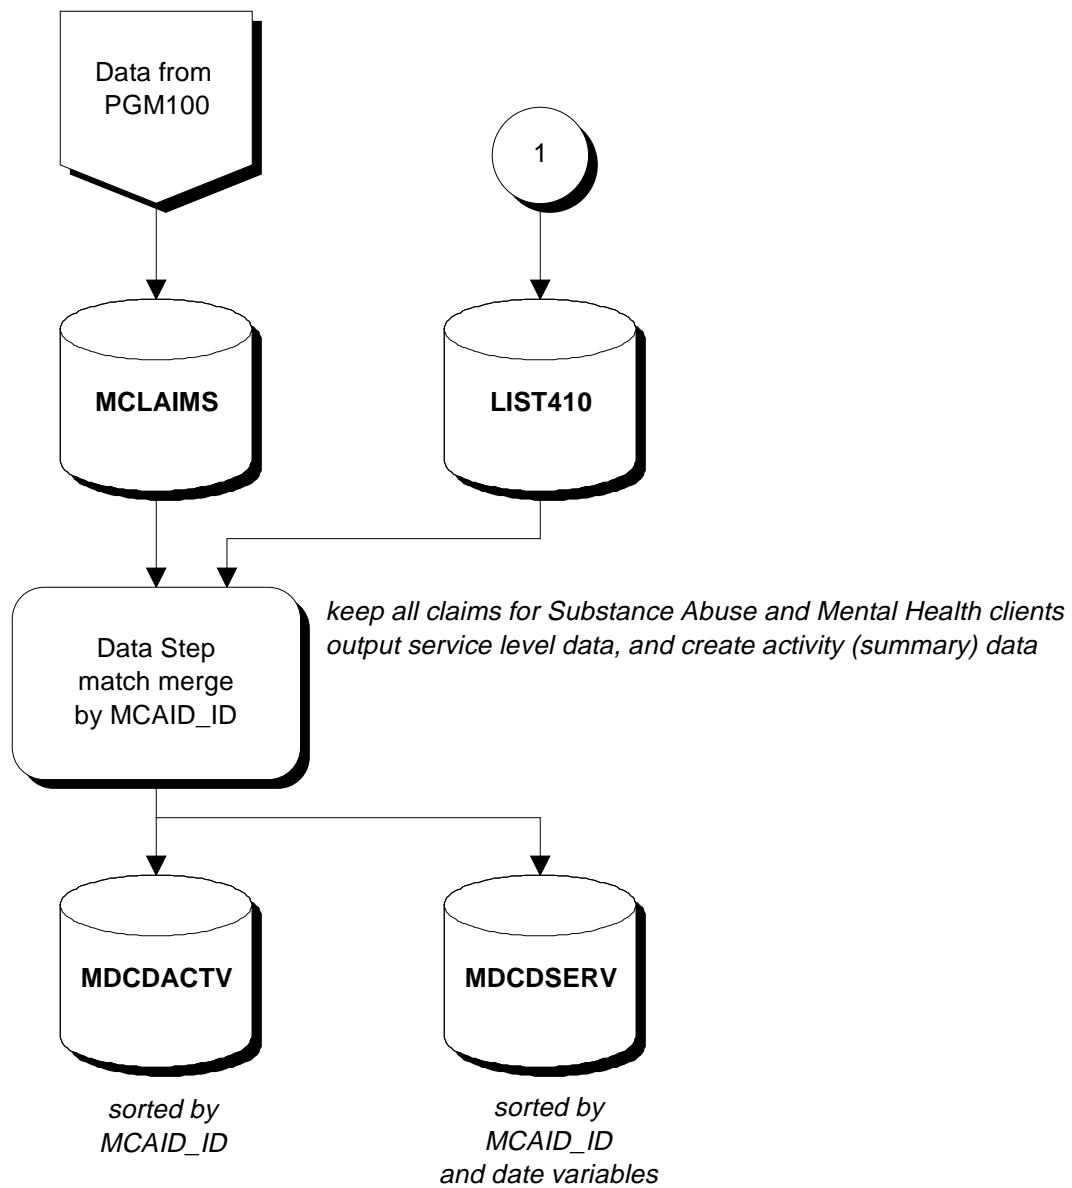 Data from
PGM100
1
MCLAIMS
LIST410
Data Step
match merge
by MCAID_ID
keep all claims for Substance Abuse and Mental Health clients
output service level data, and create activity (summary) data
MDCDACTV
MDCDSERV
sorted by
MCAID_ID
sorted by
MCAID_ID
and date variables